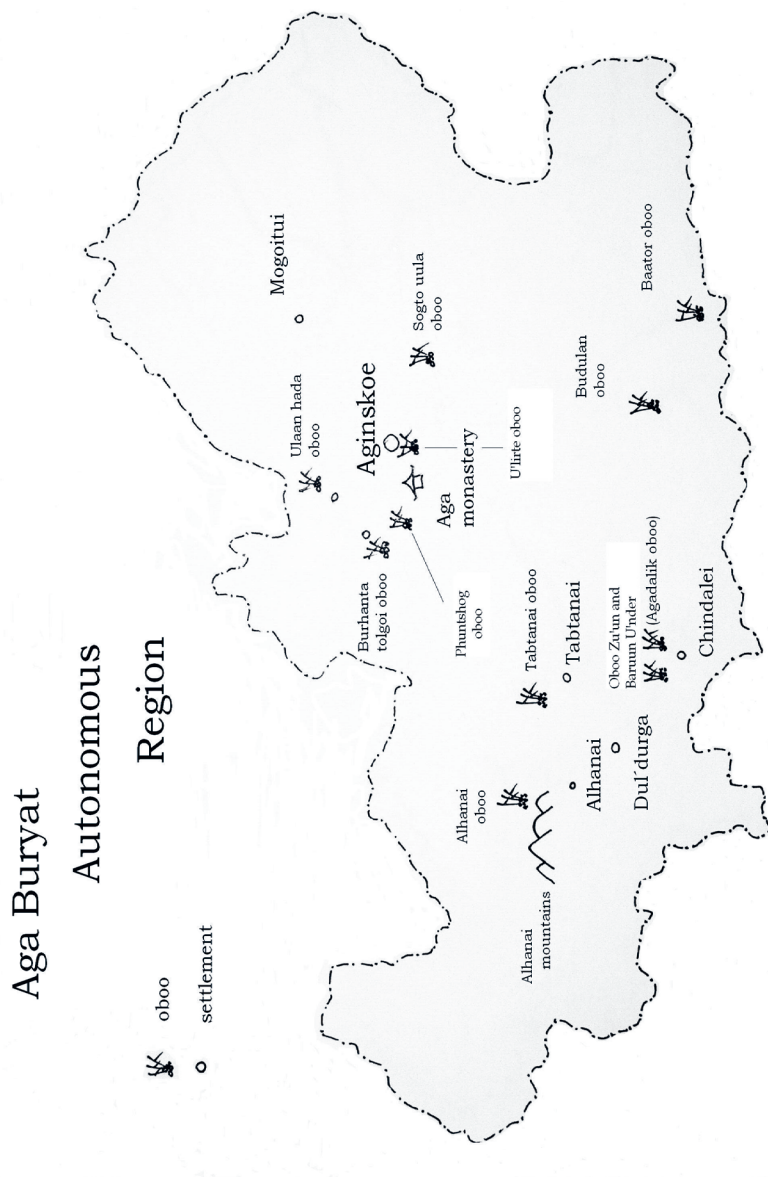 Aga Buryat
Autonomous
Region
oboo
settlement
Mogoitui
Ulaan hada
oboo
Aginskoe
Sogto uula
oboo
Burhanta
tolgoi oboo
Aga
monastery
U'lirte oboo
Phuntshog
oboo
Alhanai
oboo
Alhanai
mountains
Tabtanai oboo
Tabtanai
Alhanai
Dul´durga
Oboo Zu'un and
Baruun U'nder
(Agadalik oboo)
Chindalei
Budulan
oboo
Baator oboo